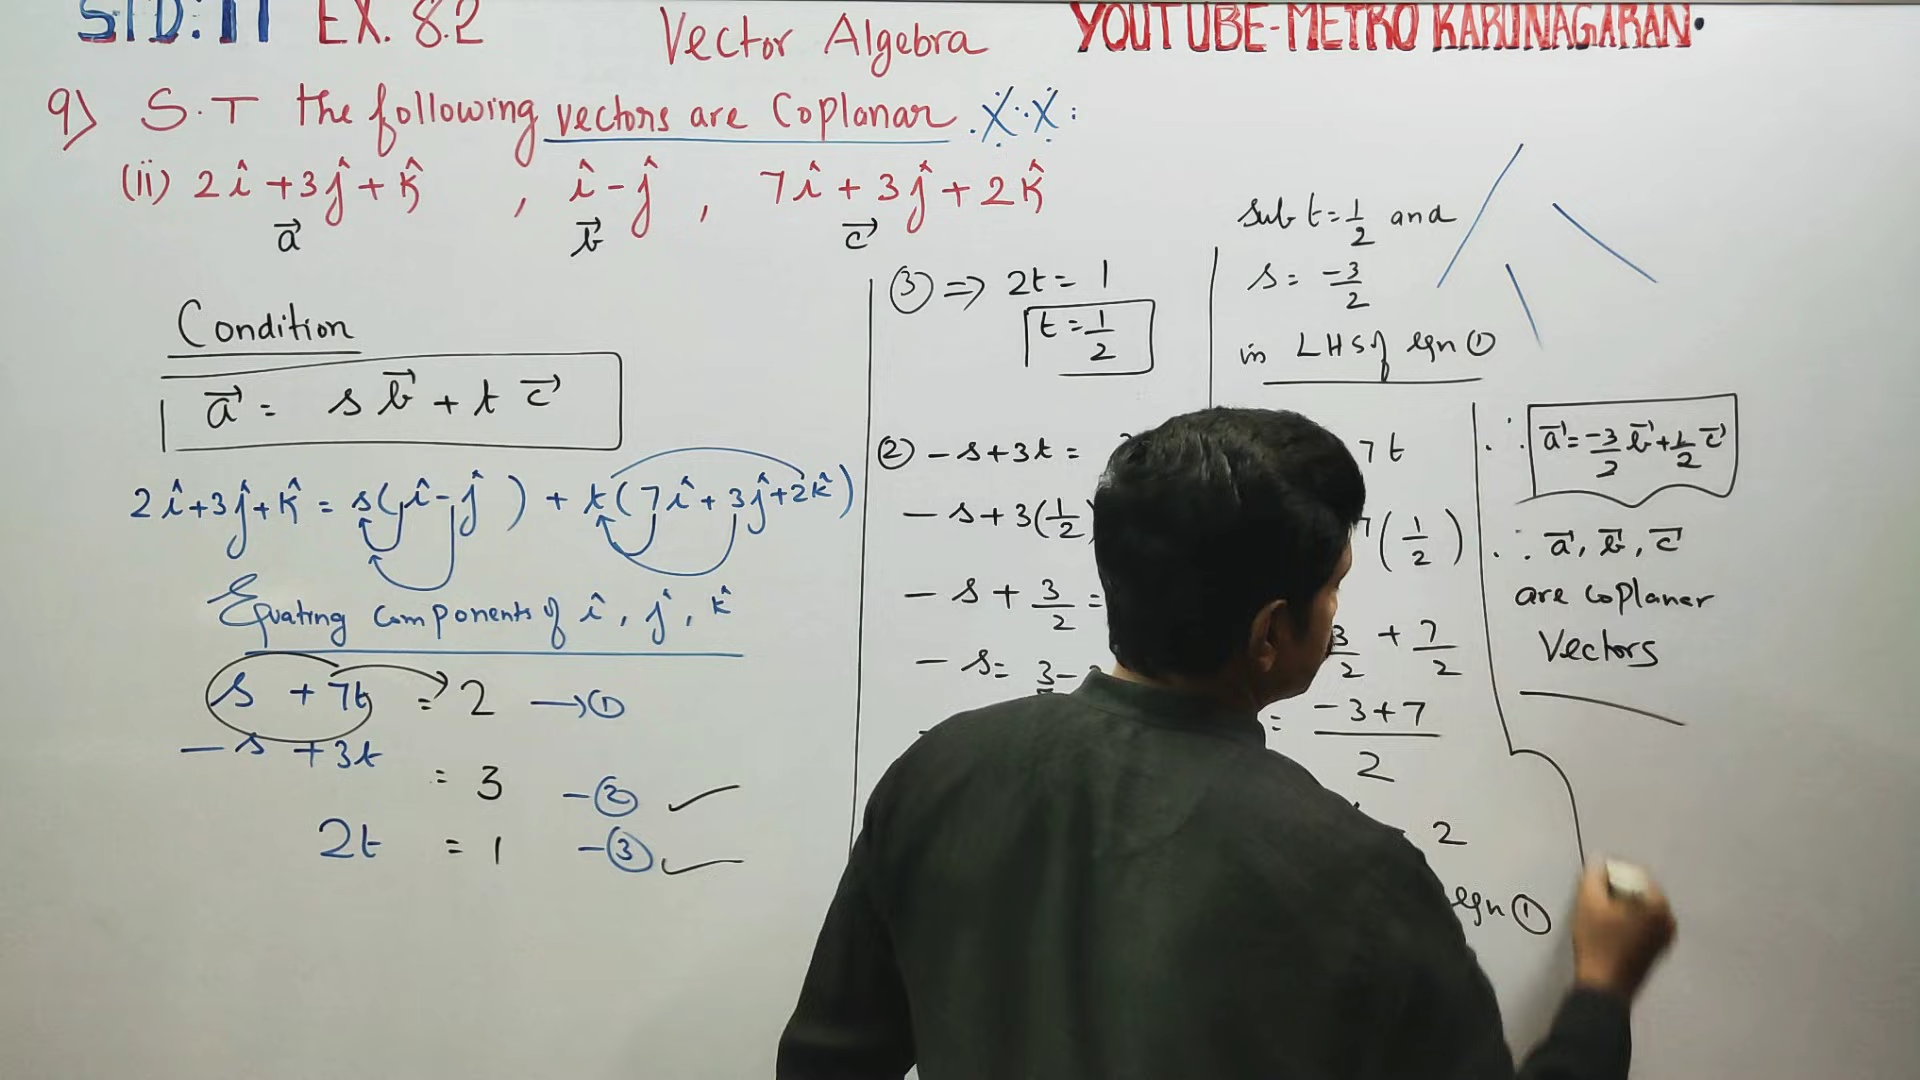 STD: 11 EX. 8.2 Vector Algebra YOUTUBE-METRO KARUNAGARAN.
9) S.T the following vectors are Coplanar.
(ii) 2î + 3ĵ + k̂ , î - ĵ , 7î + 3ĵ + 2k̂
a⃗ b⃗ c⃗
Condition
a⃗ = s b⃗ + t c⃗
2î+3ĵ+k̂ = s(î-ĵ) + t(7î+3ĵ+2k̂)
Equating Components of î, ĵ, k̂
s + 7t = 2 →①
-s + 3t = 3 -②
2t = 1 -③
③ ⇒ 2t = 1
t = 1/2
② -s+3t =
-s+3(1/2)
-s + 3/2 =
-s = 3-
sub t = 1/2 and
s = -3/2
in LHS of eqn ①
7t
7(1/2)
3/2 + 7/2
= (-3+7)/2
2
eqn ①
∴ a⃗ = -3/2 b⃗ + 1/2 c⃗
∴ a⃗, b⃗, c⃗
are coplanar
Vectors